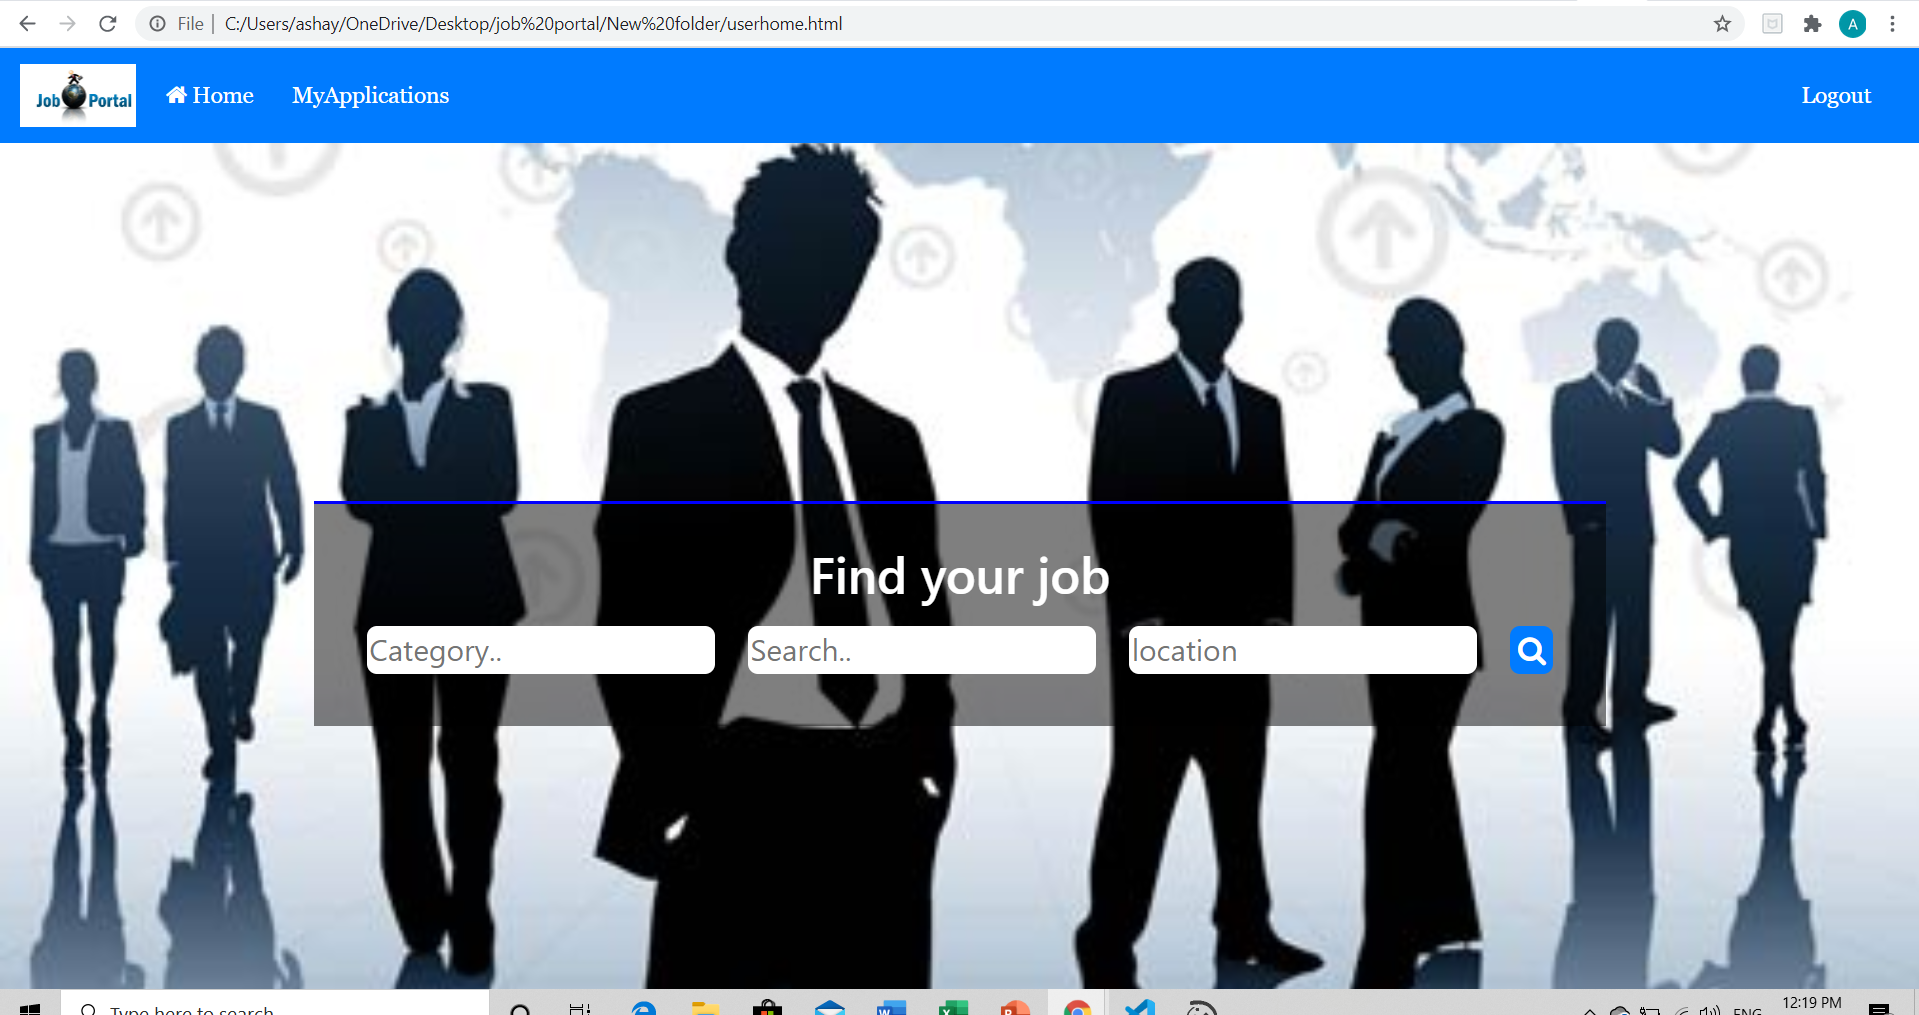 File | C:/Users/ashay/OneDrive/Desktop/job%20portal/New%20folder/userhome.html
A
Job Portal
Home
MyApplications
Logout
Find your job
Category..
Search..
location
Type here to search
ENG
12:19 PM